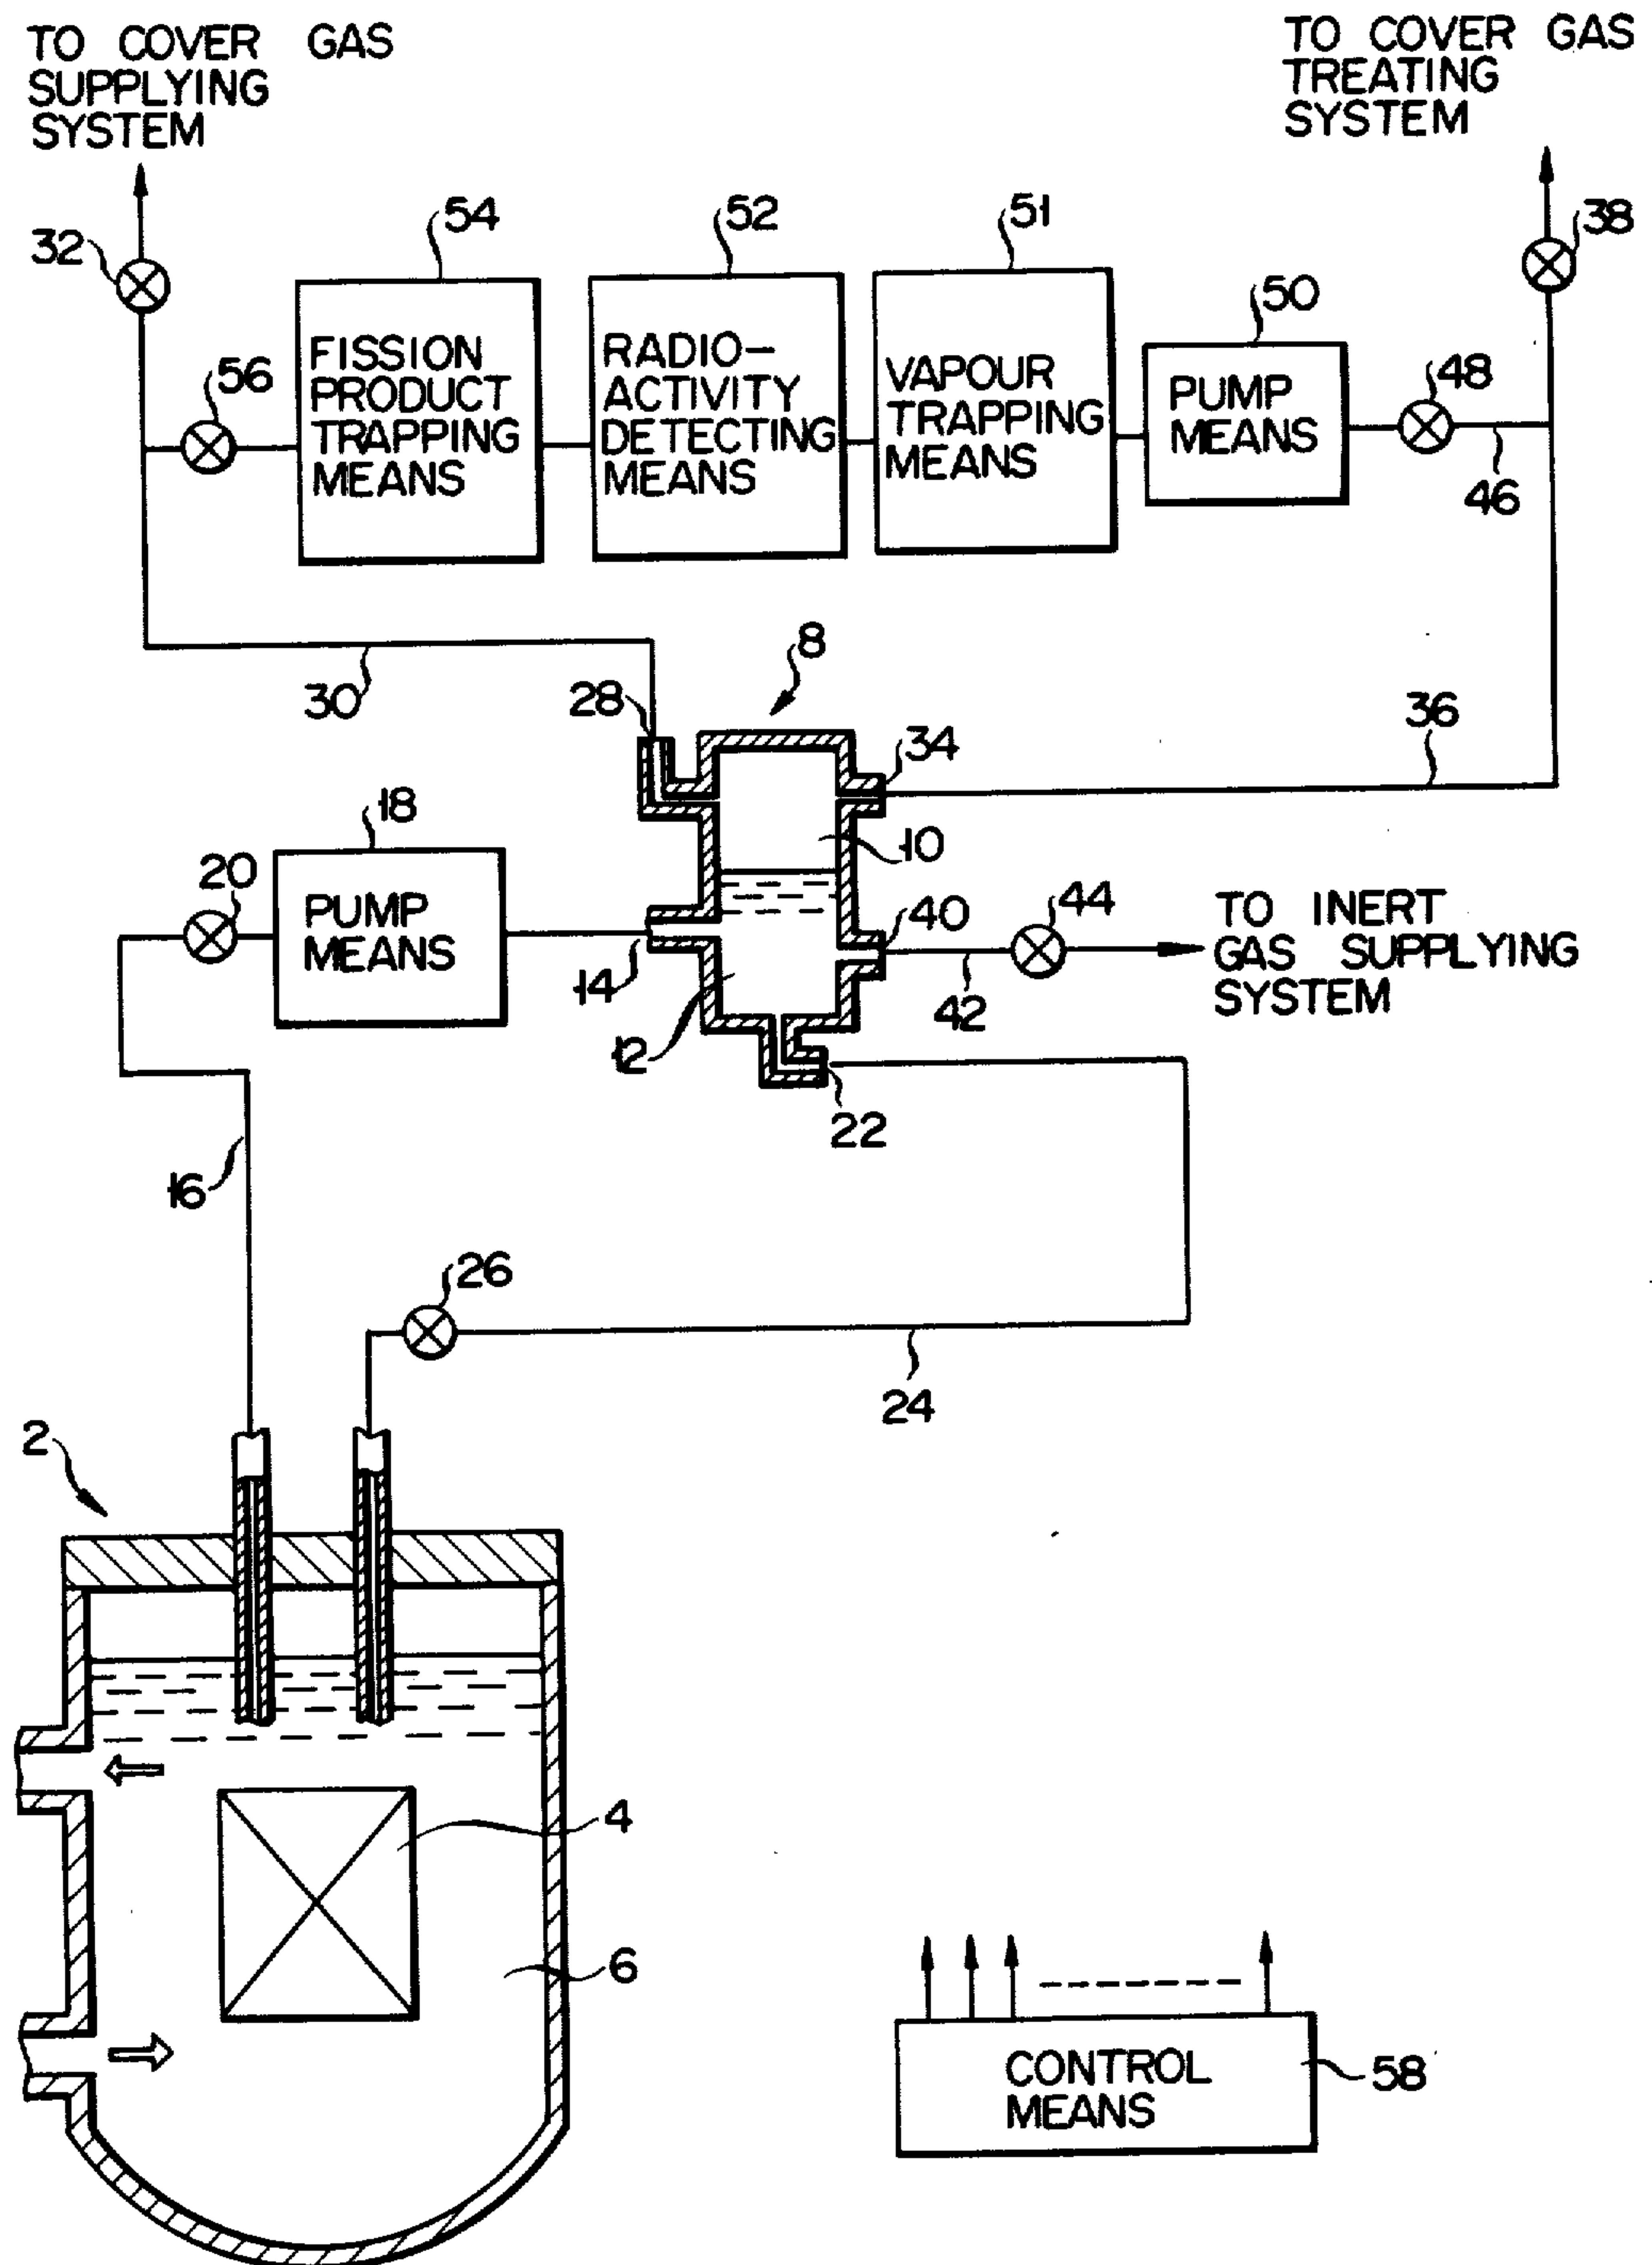 TO COVER GAS
SUPPLYING
SYSTEM
TO COVER GAS
TREATING
SYSTEM
54
52
51
38
32
50
56
48
FISSION
PRODUCT
TRAPPING
MEANS
RADIO-
ACTIVITY
DETECTING
MEANS
VAPOUR
TRAPPING
MEANS
PUMP
MEANS
46
8
30
28
36
34
18
10
20
PUMP
MEANS
40
44
TO INERT
GAS SUPPLYING
SYSTEM
14
42
12
22
16
26
24
2
4
6
CONTROL
MEANS
58